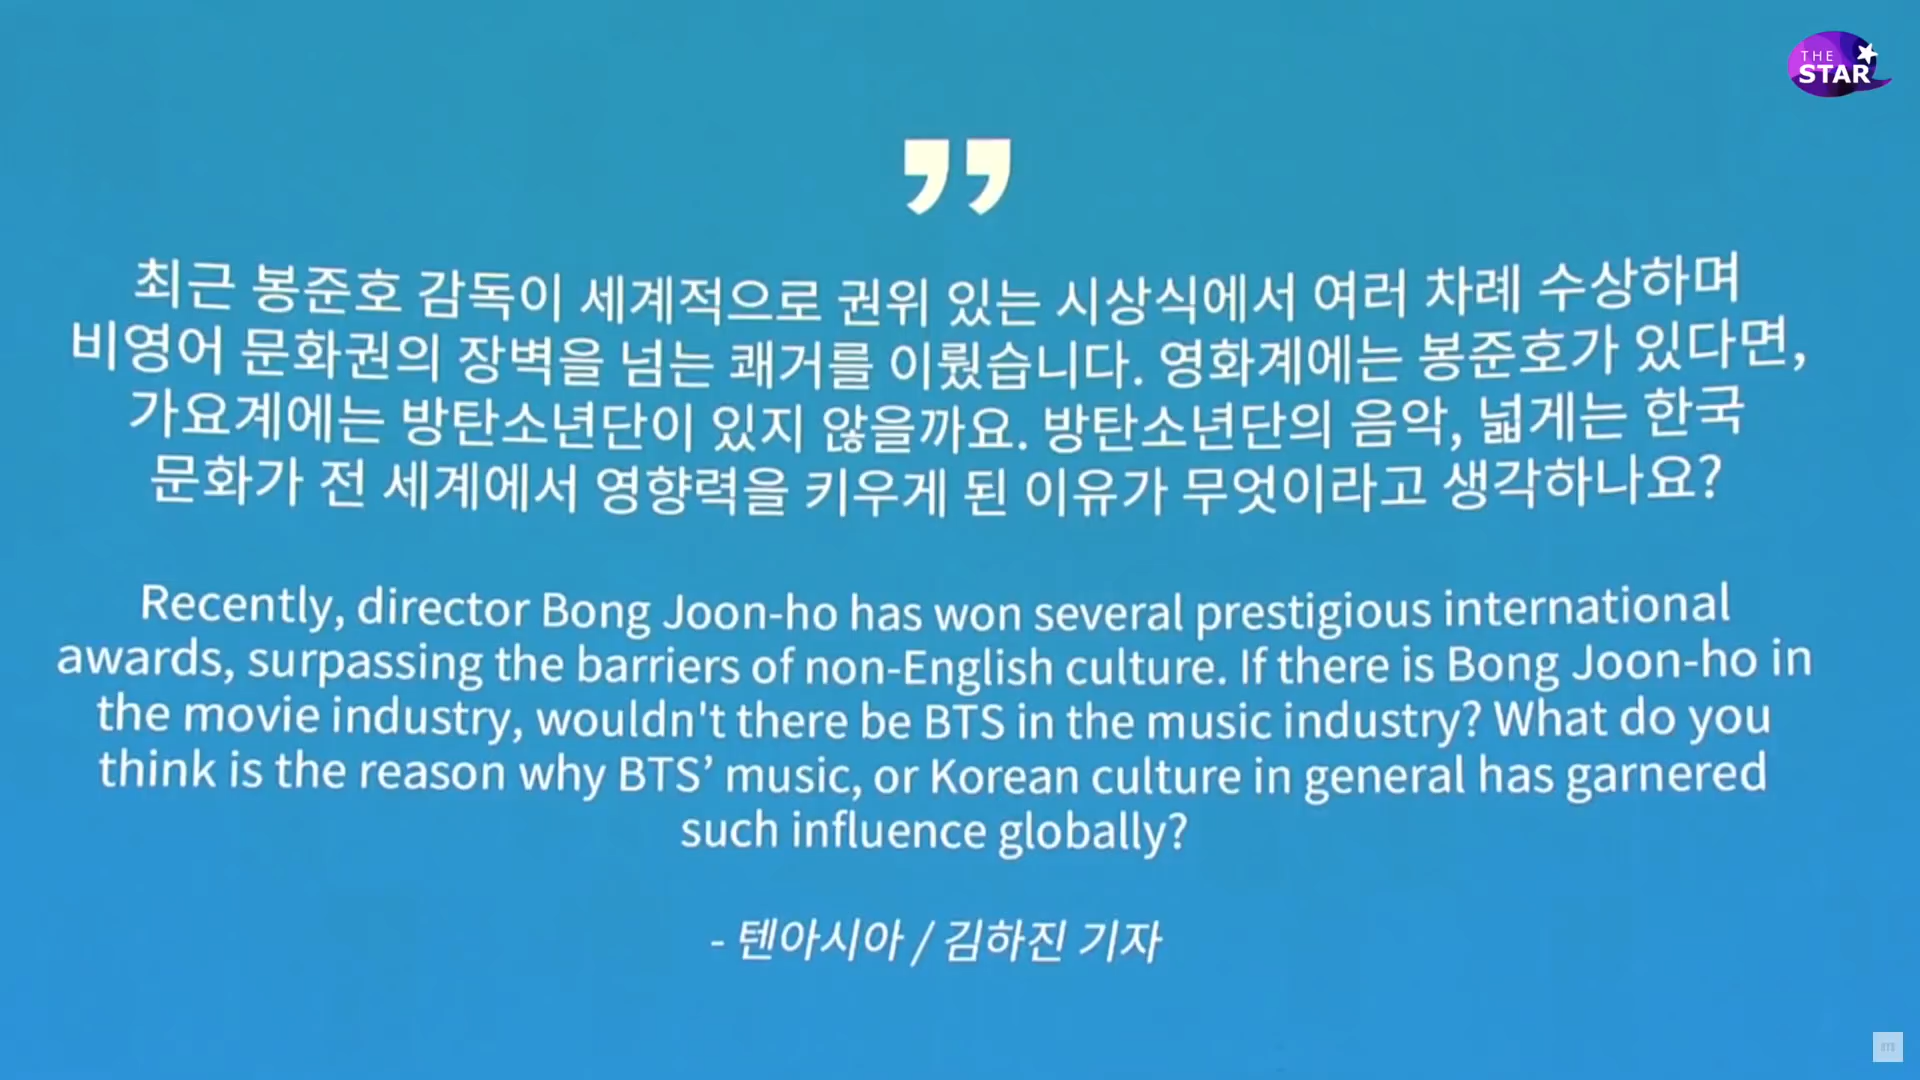 THE
STAR
”
최근 봉준호 감독이 세계적으로 권위 있는 시상식에서 여러 차례 수상하며
비영어 문화권의 장벽을 넘는 쾌거를 이뤘습니다. 영화계에는 봉준호가 있다면,
가요계에는 방탄소년단이 있지 않을까요. 방탄소년단의 음악, 넓게는 한국
문화가 전 세계에서 영향력을 키우게 된 이유가 무엇이라고 생각하나요?
Recently, director Bong Joon-ho has won several prestigious international
awards, surpassing the barriers of non-English culture. If there is Bong Joon-ho in
the movie industry, wouldn't there be BTS in the music industry? What do you
think is the reason why BTS’ music, or Korean culture in general has garnered
such influence globally?
- 텐아시아 / 김하진 기자
BTS